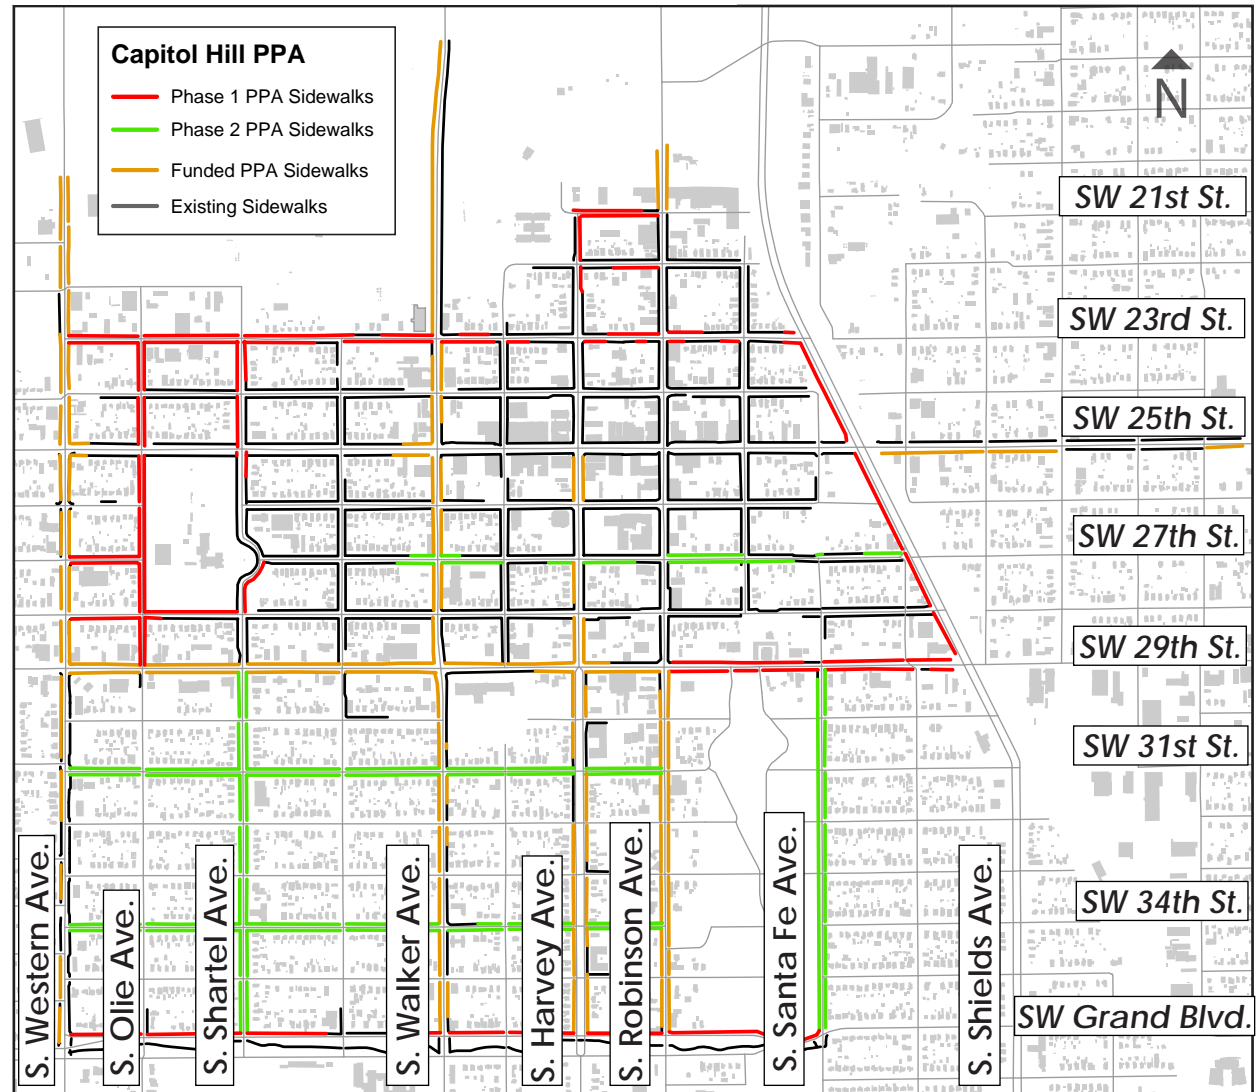 Capitol Hill PPA
Phase 1 PPA Sidewalks
Phase 2 PPA Sidewalks
Funded PPA Sidewalks
Existing Sidewalks
N
SW 21st St.
SW 23rd St.
SW 25th St.
SW 27th St.
SW 29th St.
SW 31st St.
SW 34th St.
SW Grand Blvd.
S. Western Ave.
S. Olie Ave.
S. Shartel Ave.
S. Walker Ave.
S. Harvey Ave.
S. Robinson Ave.
S. Santa Fe Ave.
S. Shields Ave.